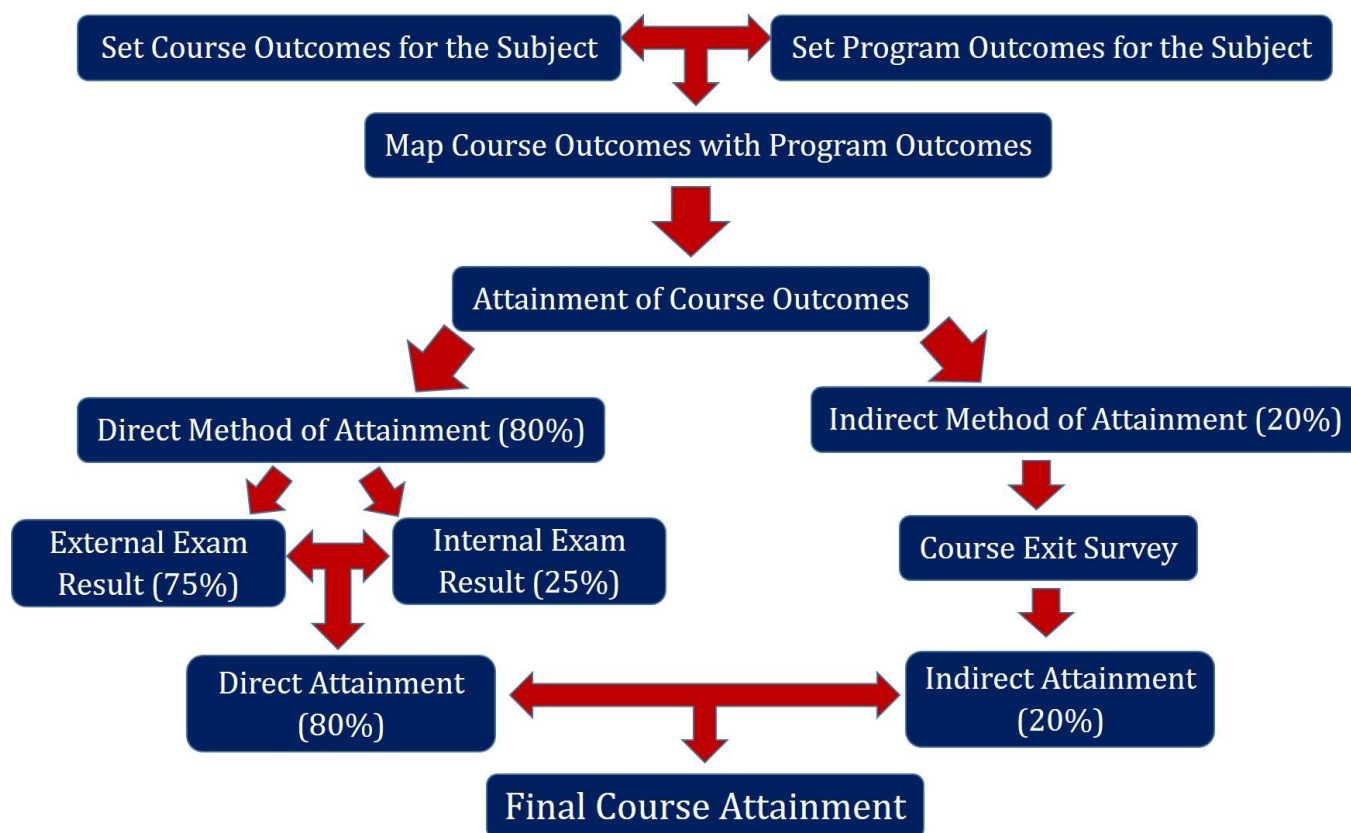 Set Course Outcomes for the Subject
Set Program Outcomes for the Subject
Map Course Outcomes with Program Outcomes
Attainment of Course Outcomes
Direct Method of Attainment (80%)
Indirect Method of Attainment (20%)
External Exam
Result (75%)
Internal Exam
Result (25%)
Course Exit Survey
Direct Attainment
(80%)
Indirect Attainment
(20%)
Final Course Attainment